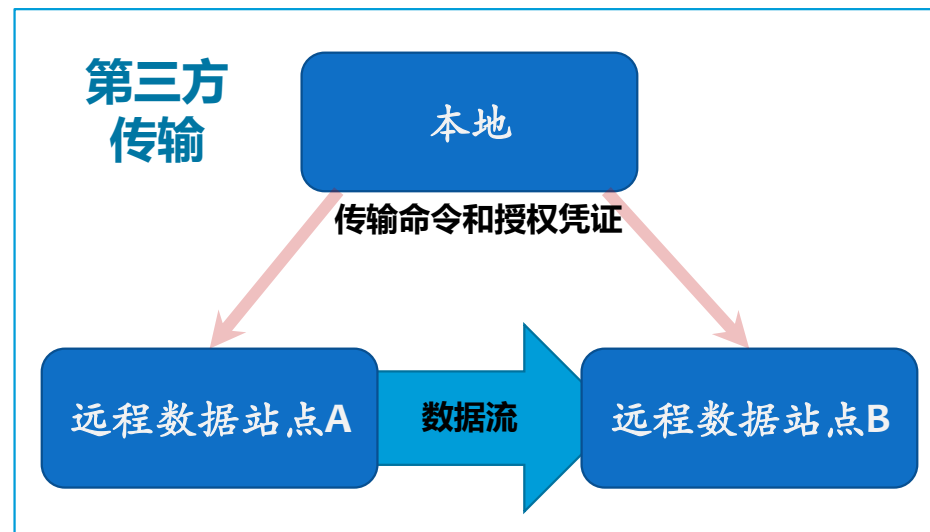 第三方
传输
本地
传输命令和授权凭证
远程数据站点A
数据流
远程数据站点B